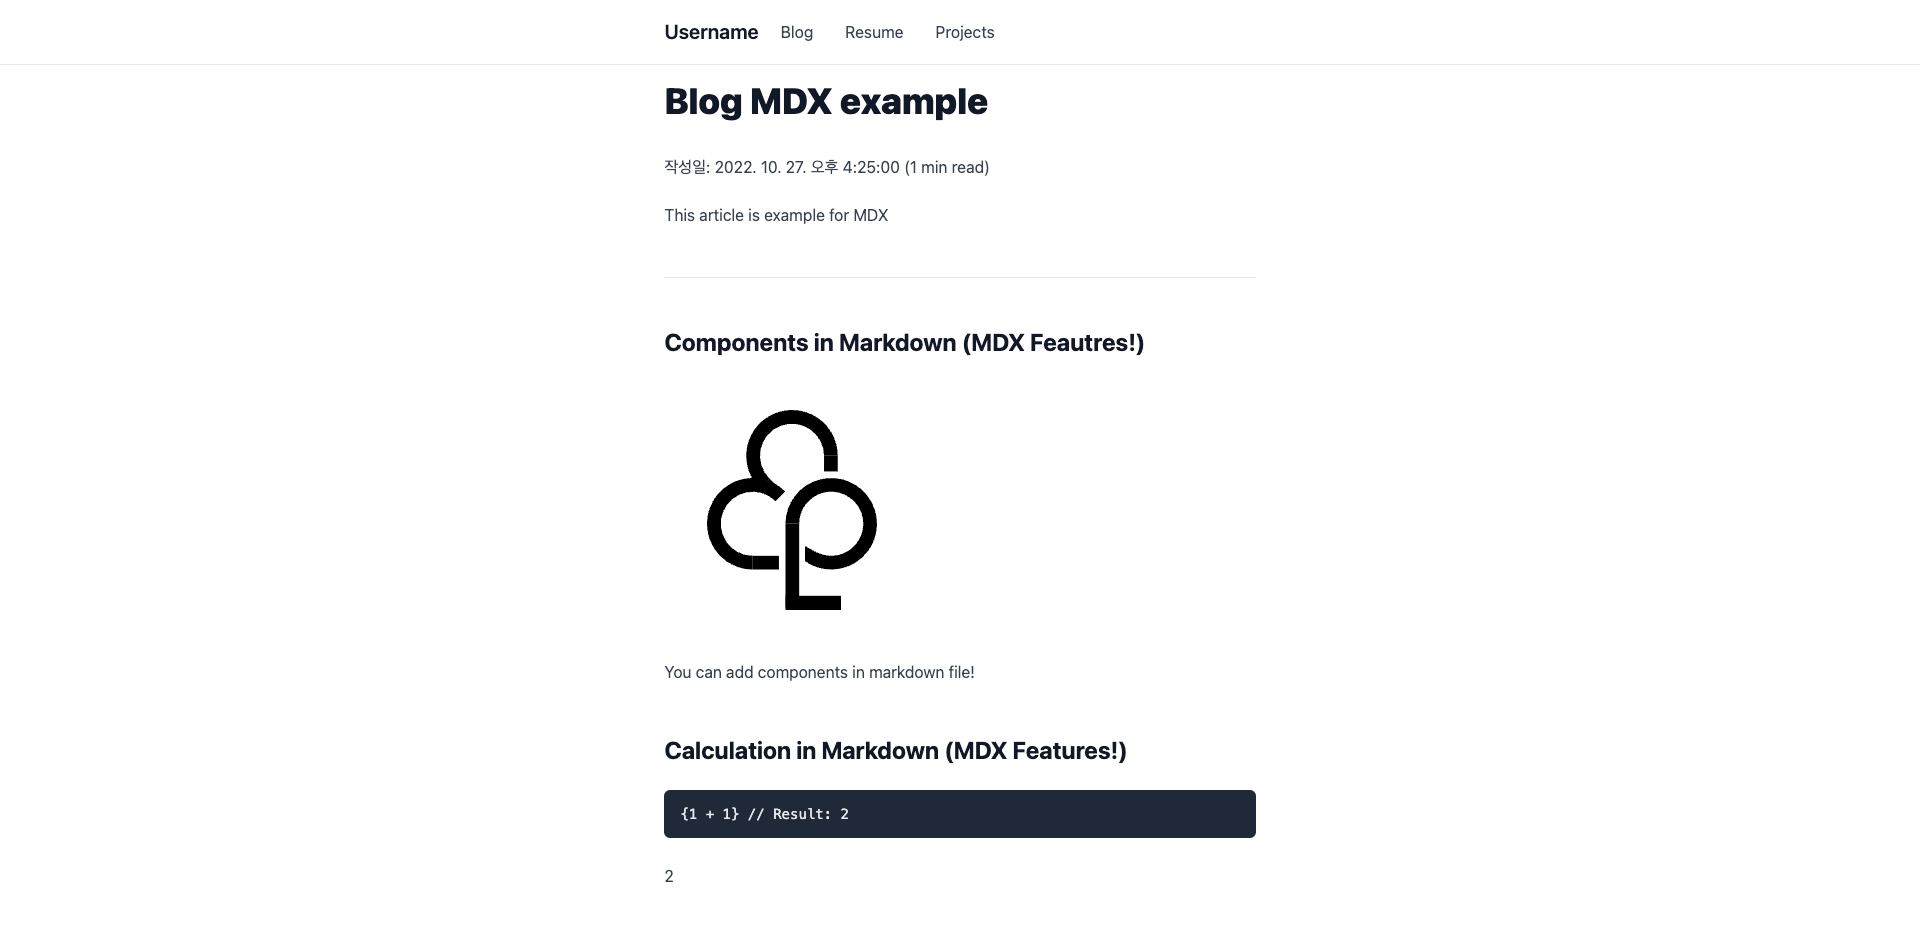 Username Blog Resume Projects
Blog MDX example
작성일: 2022. 10. 27. 오후 4:25:00 (1 min read)
This article is example for MDX
Components in Markdown (MDX Feautres!)
You can add components in markdown file!
Calculation in Markdown (MDX Features!)
{1 + 1} // Result: 2
2